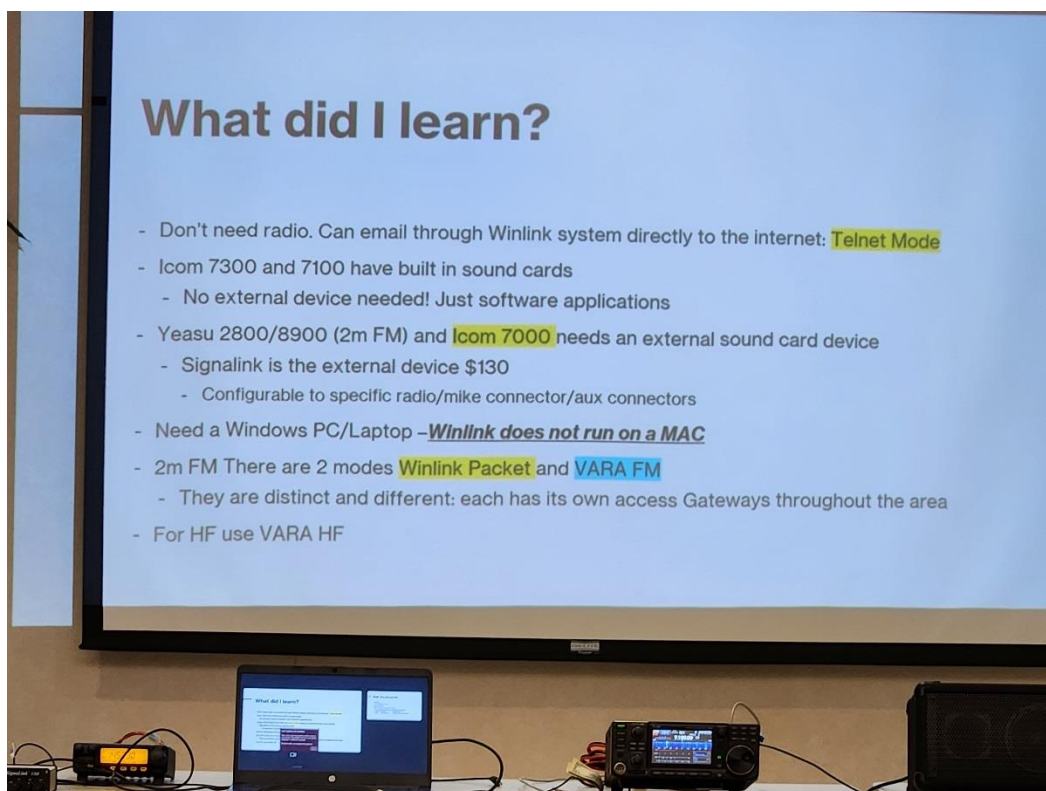 What did I learn?
- Don't need radio. Can email through Winlink system directly to the internet: Telnet Mode
- Icom 7300 and 7100 have built in sound cards
- No external device needed! Just software applications
- Yeasu 2800/8900 (2m FM) and Icom 7000 needs an external sound card device
- Signalink is the external device $130
- Configurable to specific radio/mike connector/aux connectors
- Need a Windows PC/Laptop –Winlink does not run on a MAC
- 2m FM There are 2 modes Winlink Packet and VARA FM
- They are distinct and different: each has its own access Gateways throughout the area
- For HF use VARA HF
What did I learn?
hp